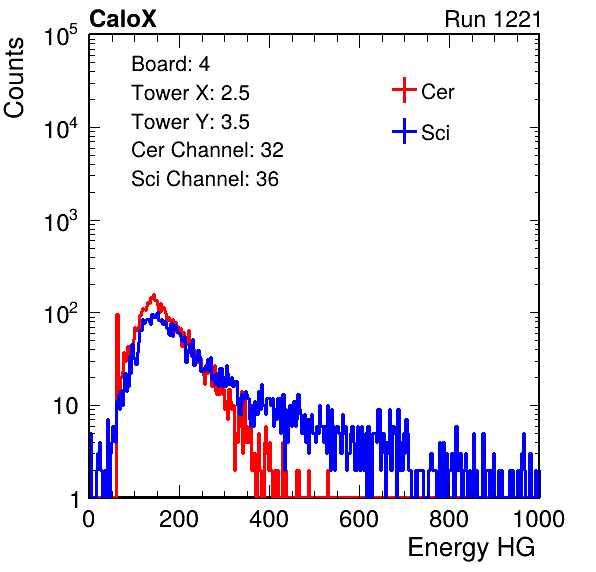 CaloX Run 1221
Counts
10^5
10^4
10^3
10^2
10
1
Board: 4
Tower X: 2.5
Tower Y: 3.5
Cer Channel: 32
Sci Channel: 36
Cer
Sci
0 200 400 600 800 1000
Energy HG